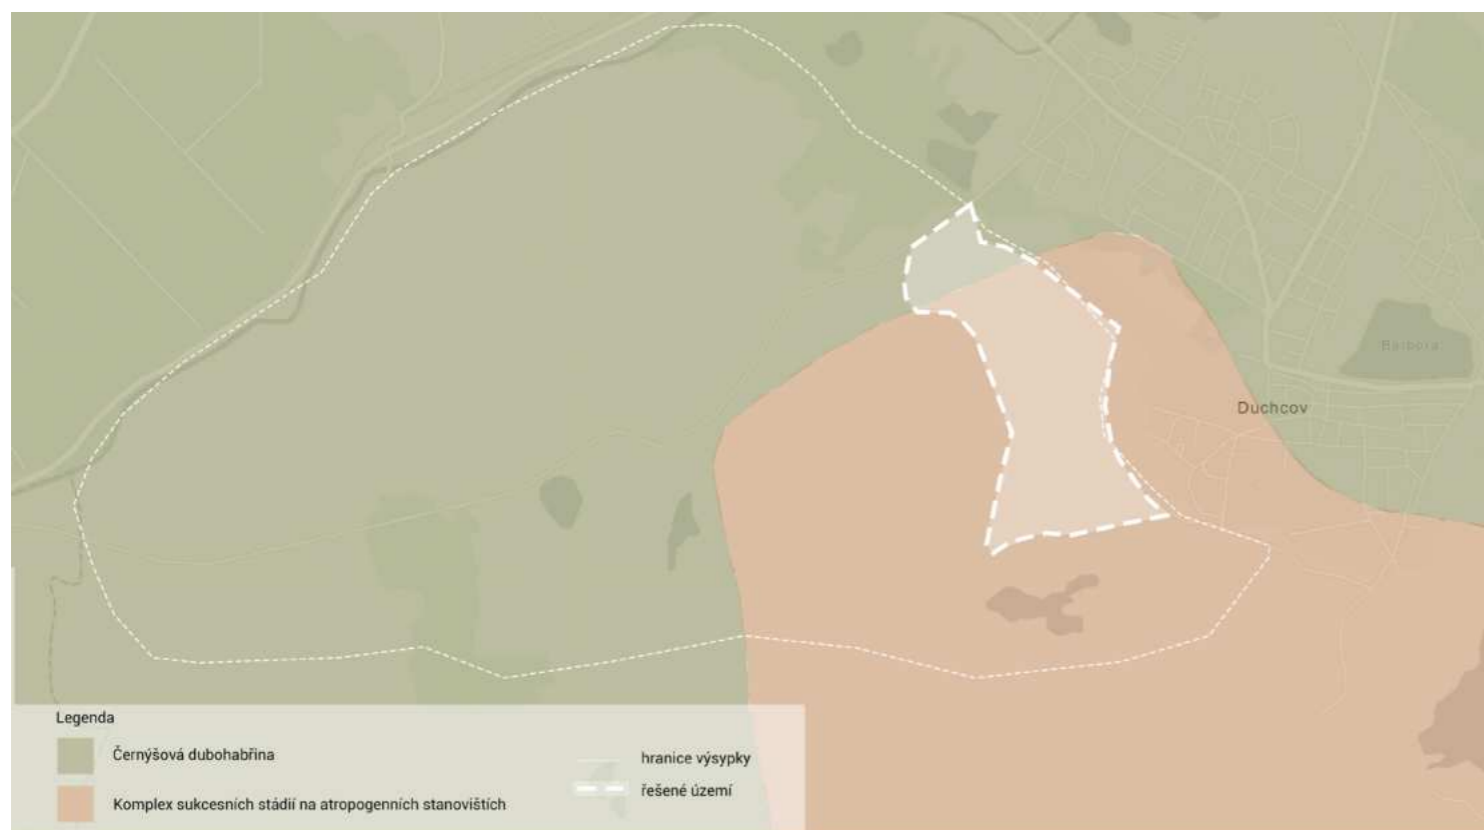 Barbora
Duchcov
Legenda
Černýšová dubohabřina
Komplex sukcesních stádií na atropogenních stanovištích
hranice výsypky
řešené území